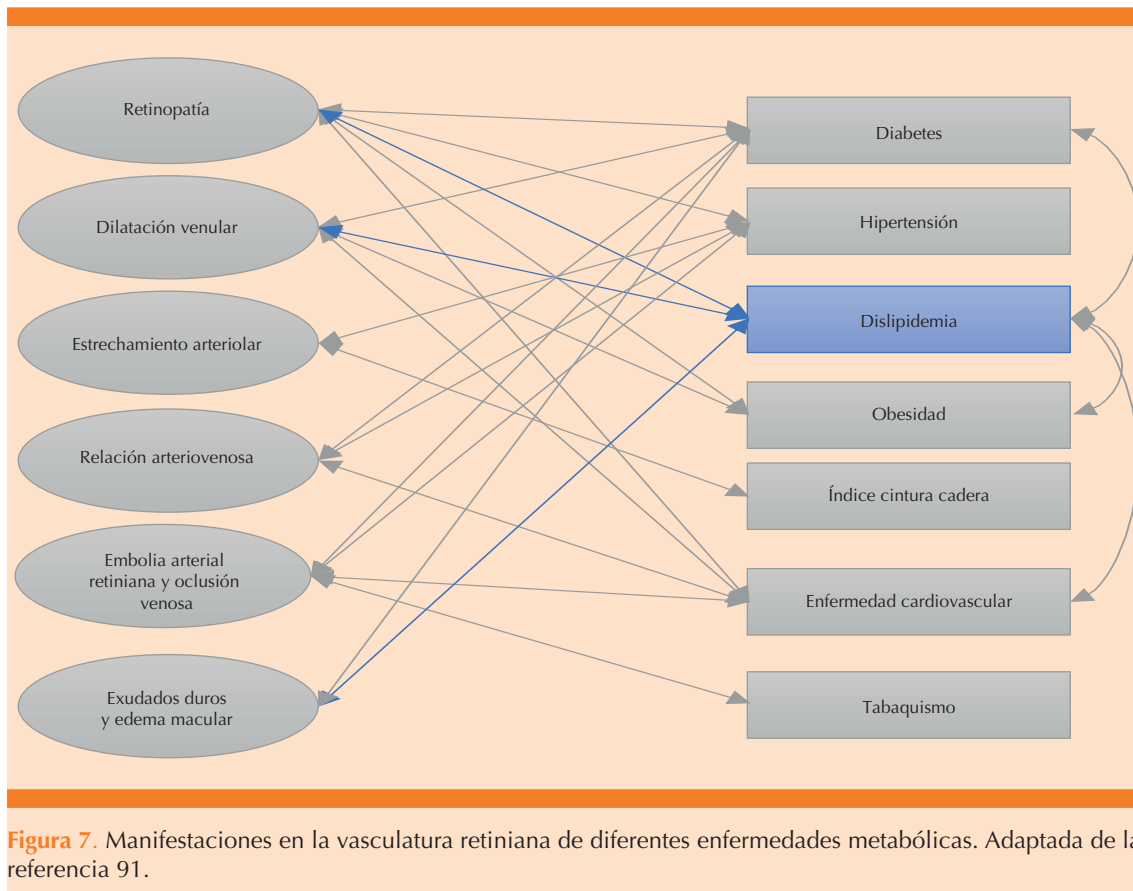 Retinopatía
Dilatación venular
Estrechamiento arteriolar
Relación arteriovenosa
Embolia arterial
retiniana y oclusión
venosa
Exudados duros
y edema macular
Diabetes
Hipertensión
Dislipidemia
Obesidad
Índice cintura cadera
Enfermedad cardiovascular
Tabaquismo
Figura 7. Manifestaciones en la vasculatura retiniana de diferentes enfermedades metabólicas. Adaptada de la
referencia 91.